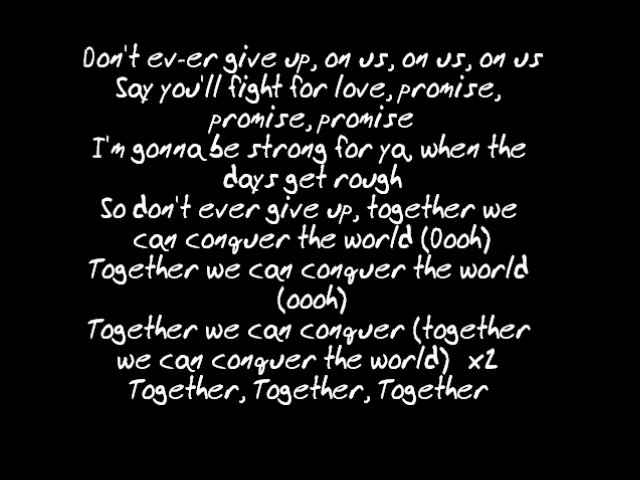 Don't ev-er give up, on us, on us, on us
Say you'll fight for love, promise,
promise, promise
I'm gonna be strong for ya, when the
days get rough
So don't ever give up, together we
can conquer the world (Oooh)
Together we can conquer the world
(oooh)
Together we can conquer (together
we can conquer the world) x2
Together, Together, Together